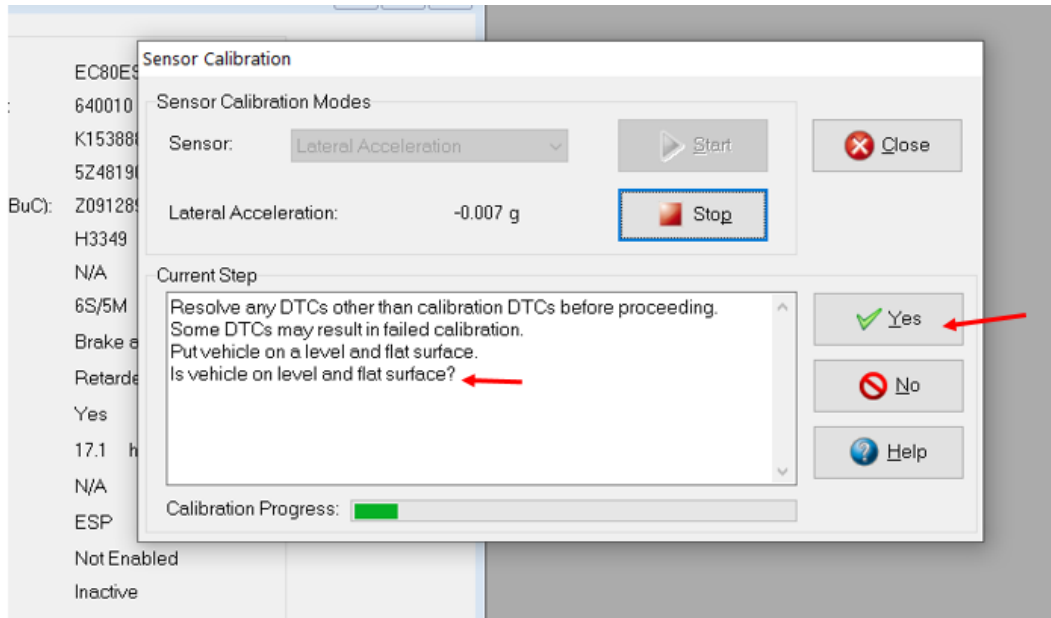 Sensor Calibration
EC80ES
Sensor Calibration Modes
: 640010
K15388
Sensor: Lateral Acceleration Start Close
5Z4819
BuC): Z09128
Lateral Acceleration: -0.007 g Stop
H3349
N/A
Current Step
6S/5M
Resolve any DTCs other than calibration DTCs before proceeding.
Some DTCs may result in failed calibration.
Put vehicle on a level and flat surface.
Is vehicle on level and flat surface?
Yes
No
Help
Brake a
Retarde
Yes
17.1 h
N/A
Calibration Progress:
ESP
Not Enabled
Inactive